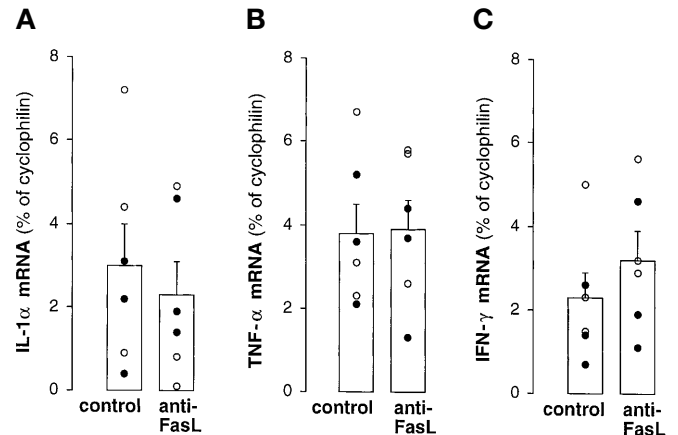 A
IL-1α mRNA (% of cyclophilin)
8
6
4
2
0
control
anti-
FasL
B
TNF-α mRNA (% of cyclophilin)
8
6
4
2
0
control
anti-
FasL
C
IFN-γ mRNA (% of cyclophilin)
8
6
4
2
0
control
anti-
FasL